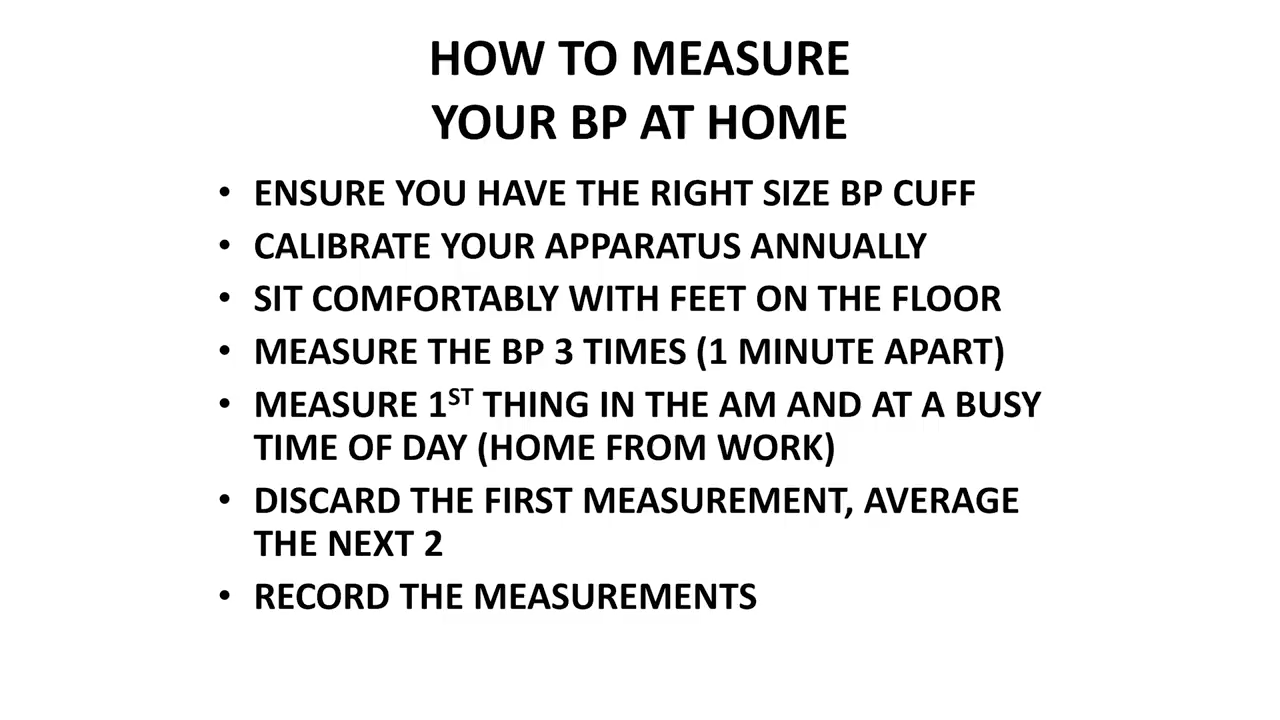 HOW TO MEASURE
YOUR BP AT HOME
• ENSURE YOU HAVE THE RIGHT SIZE BP CUFF
• CALIBRATE YOUR APPARATUS ANNUALLY
• SIT COMFORTABLY WITH FEET ON THE FLOOR
• MEASURE THE BP 3 TIMES (1 MINUTE APART)
• MEASURE 1ST THING IN THE AM AND AT A BUSY
TIME OF DAY (HOME FROM WORK)
• DISCARD THE FIRST MEASUREMENT, AVERAGE
THE NEXT 2
• RECORD THE MEASUREMENTS